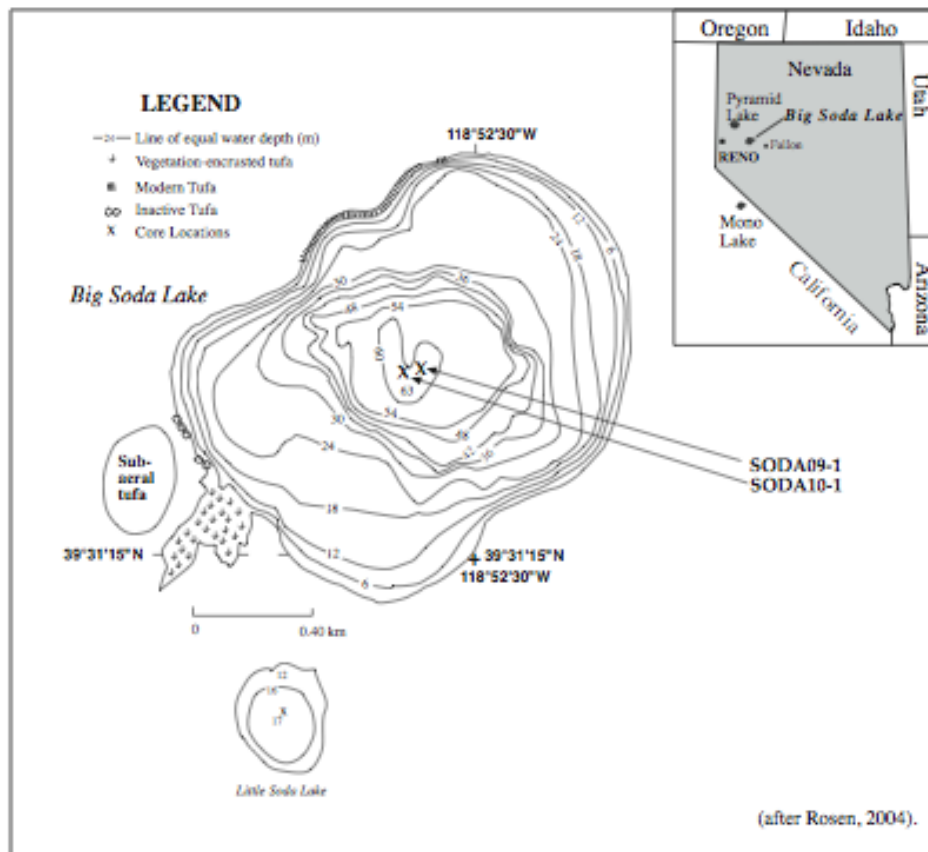 LEGEND
—24— Line of equal water depth (m)
Vegetation-encrusted tufa
Modern Tufa
Inactive Tufa
X Core Locations
118°52'30" W
Oregon
Idaho
Nevada
Utah
Pyramid
Lake
Big Soda Lake
RENO
Fallon
Mono
Lake
California
Arizona
Big Soda Lake
12
6
24
18
30
36
48
54
60
X X
63
54
30
48
42
24
18
12
6
SODA09-1
SODA10-1
Sub-
aeral
tufa
39°31'15" N
39°31'15" N
118°52'30" W
0
0.40 km
12
16
X
17
Little Soda Lake
(after Rosen, 2004).